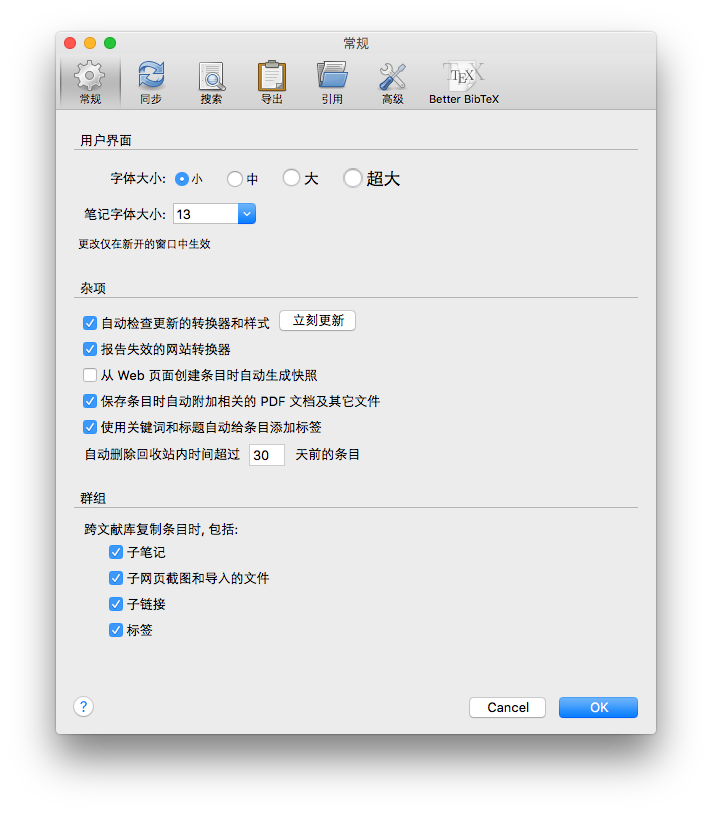 常规
常规 同步 搜索 导出 引用 高级 Better BibTeX
用户界面
字体大小: 小 中 大 超大
笔记字体大小: 13
更改仅在新开的窗口中生效
杂项
自动检查更新的转换器和样式 立刻更新
报告失效的网站转换器
从 Web 页面创建条目时自动生成快照
保存条目时自动附加相关的 PDF 文档及其它文件
使用关键词和标题自动给条目添加标签
自动删除回收站内时间超过 30 天前的条目
群组
跨文献库复制条目时, 包括:
子笔记
子网页截图和导入的文件
子链接
标签
? Cancel OK